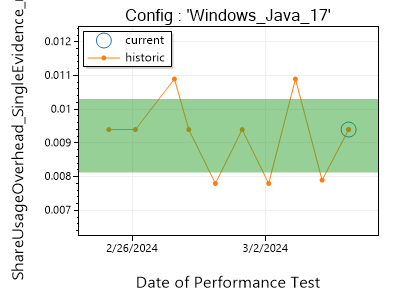 Config : 'Windows_Java_17'
current
historic
0.012
0.011
0.01
0.009
0.008
0.007
ShareUsageOverhead_SingleEvidence_
2/26/2024
3/2/2024
Date of Performance Test